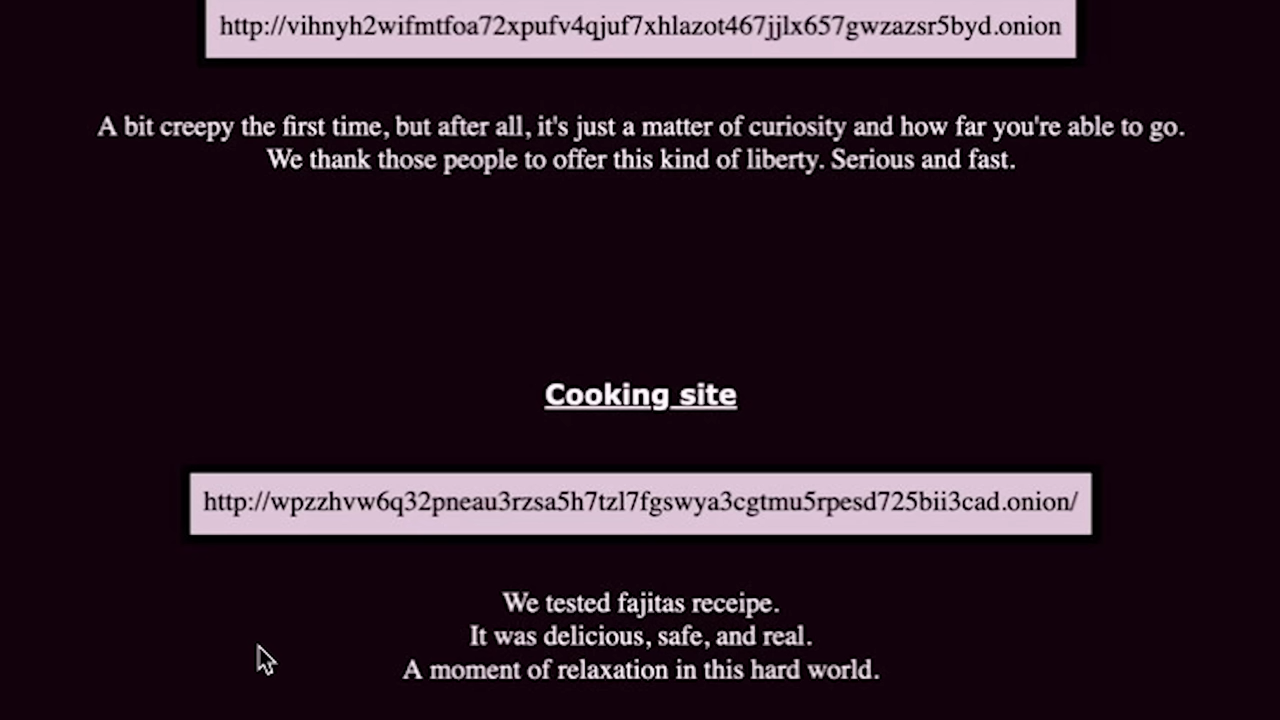 http://vihnyh2wifmtfoa72xpufv4qjuf7xhlazot467jjlx657gwzazsr5byd.onion
A bit creepy the first time, but after all, it's just a matter of curiosity and how far you're able to go.
We thank those people to offer this kind of liberty. Serious and fast.
Cooking site
http://wpzzhvw6q32pneau3rzsa5h7tzl7fgswya3cgtmu5rpesd725bii3cad.onion/
We tested fajitas receipe.
It was delicious, safe, and real.
A moment of relaxation in this hard world.